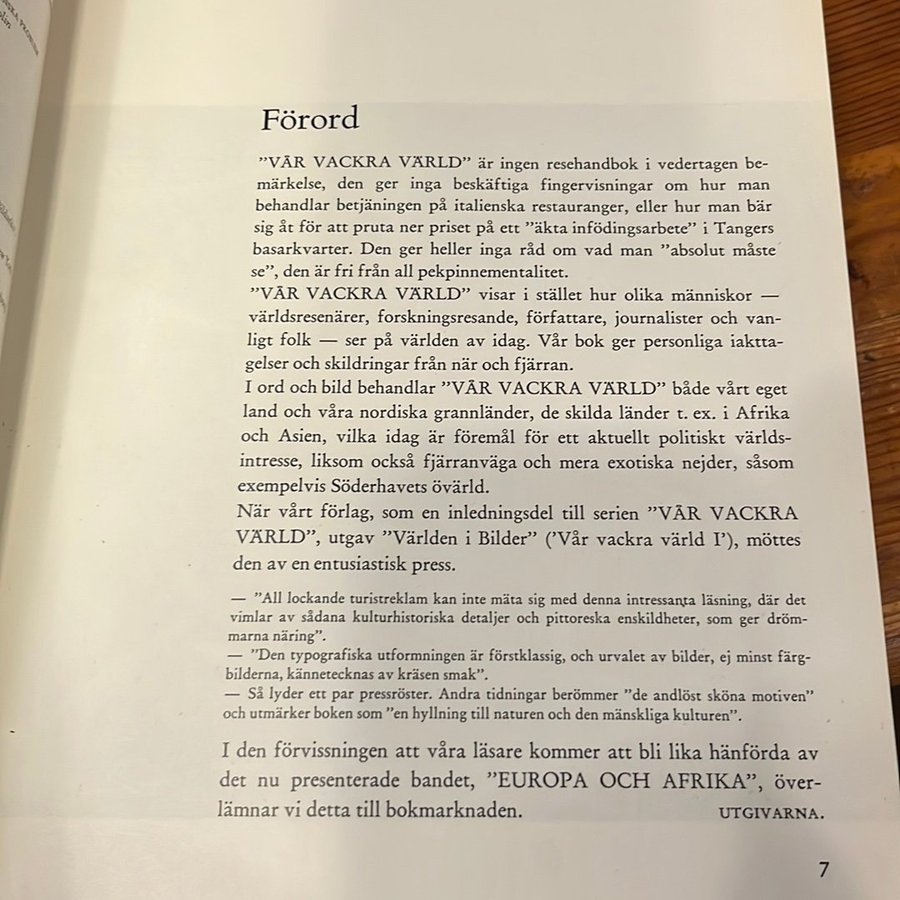 Förord
”VÅR VACKRA VÄRLD” är ingen resehandbok i vedertagen be-
märkelse, den ger inga beskäftiga fingervisningar om hur man
behandlar betjäningen på italienska restauranger, eller hur man bär
sig åt för att pruta ner priset på ett ”äkta infödingsarbete” i Tangers
basarkvarter. Den ger heller inga råd om vad man ”absolut måste
se”, den är fri från all pekpinnementalitet.
”VÅR VACKRA VÄRLD” visar i stället hur olika människor —
världsresenärer, forskningsresande, författare, journalister och van-
ligt folk — ser på världen av idag. Vår bok ger personliga iaktta-
gelser och skildringar från när och fjärran.
I ord och bild behandlar ”VÅR VACKRA VÄRLD” både vårt eget
land och våra nordiska grannländer, de skilda länder t. ex. i Afrika
och Asien, vilka idag är föremål för ett aktuellt politiskt världs-
intresse, liksom också fjärranväga och mera exotiska nejder, såsom
exempelvis Söderhavets övärld.
När vårt förlag, som en inledningsdel till serien ”VÅR VACKRA
VÄRLD”, utgav ”Världen i Bilder” (’Vår vackra värld I’), möttes
den av en entusiastisk press.
— ”All lockande turistreklam kan inte mäta sig med denna intressanta läsning, där det
vimlar av sådana kulturhistoriska detaljer och pittoreska enskildheter, som ger dröm-
marna näring”.
— ”Den typografiska utformningen är förstklassig, och urvalet av bilder, ej minst färg-
bilderna, kännetecknas av kräsen smak”.
— Så lyder ett par pressröster. Andra tidningar berömmer ”de andlöst sköna motiven”
och utmärker boken som ”en hyllning till naturen och den mänskliga kulturen”.
I den förvissningen att våra läsare kommer att bli lika hänförda av
det nu presenterade bandet, ”EUROPA OCH AFRIKA”, över-
lämnar vi detta till bokmarknaden. UTGIVARNA.
7